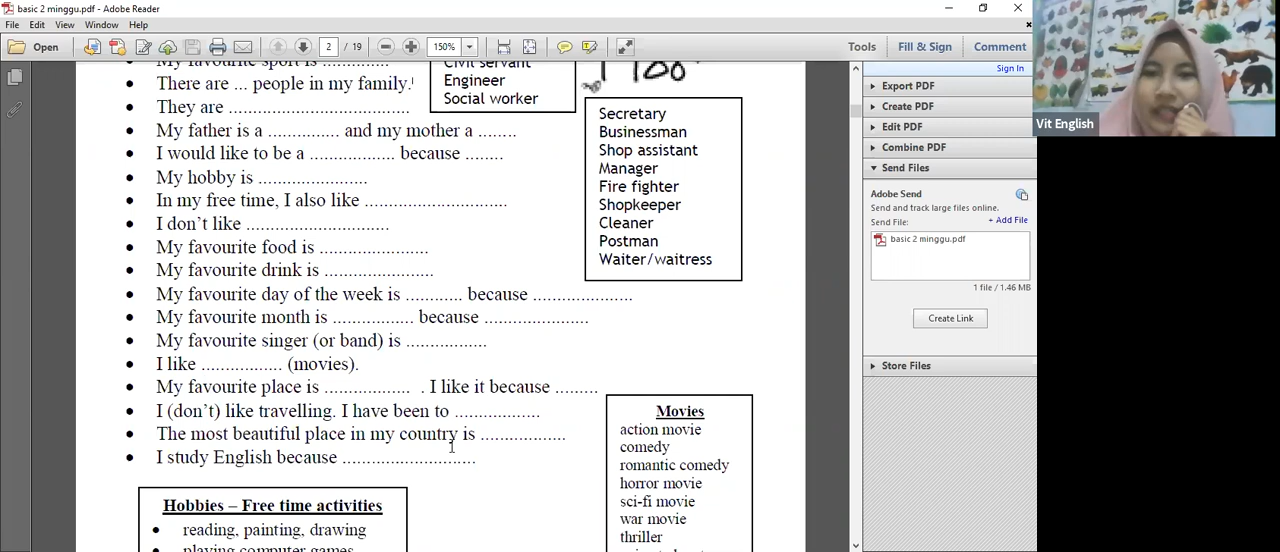 basic 2 minggu.pdf - Adobe Reader
File Edit View Window Help
Open 2 / 19 150% Tools Fill & Sign Comment
My favourite sport is ................
There are ... people in my family.
They are ...................................
My father is a .............. and my mother a ........
I would like to be a ................. because .......
My hobby is .....................
In my free time, I also like ...........................
I don't like ...........................
My favourite food is .....................
My favourite drink is .....................
My favourite day of the week is ........... because ...................
My favourite month is ................ because ....................
My favourite singer (or band) is ................
I like ................ (movies).
My favourite place is ................. . I like it because ........
I (don't) like travelling. I have been to .................
The most beautiful place in my country is .................
I study English because ..........................
Civil servant
Engineer
Social worker
Secretary
Businessman
Shop assistant
Manager
Fire fighter
Shopkeeper
Cleaner
Postman
Waiter/waitress
Movies
action movie
comedy
romantic comedy
horror movie
sci-fi movie
war movie
thriller
Hobbies – Free time activities
reading, painting, drawing
playing computer games
Sign In
Export PDF
Create PDF
Edit PDF
Combine PDF
Send Files
Adobe Send
Send and track large files online.
Send File: + Add File
basic 2 minggu.pdf
1 file / 1.46 MB
Create Link
Store Files
Vit English